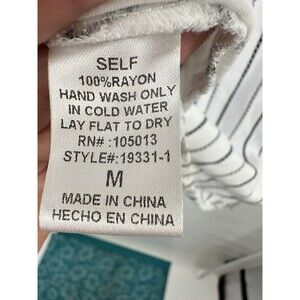 SELF
100%RAYON
HAND WASH ONLY
IN COLD WATER
LAY FLAT TO DRY
RN# :105013
STYLE#:19331-1
M
MADE IN CHINA
HECHO EN CHINA